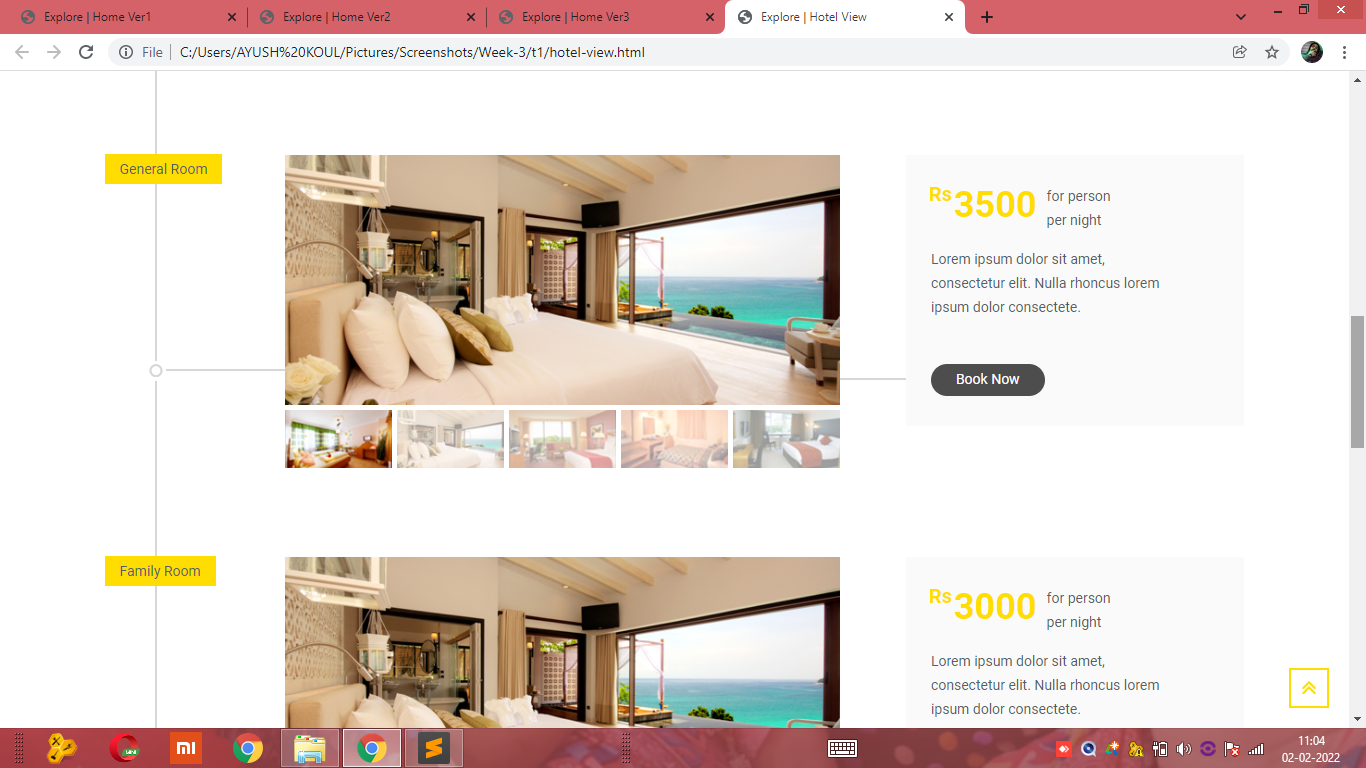 Explore | Home Ver1
Explore | Home Ver2
Explore | Home Ver3
Explore | Hotel View
File
C:/Users/AYUSH%20KOUL/Pictures/Screenshots/Week-3/t1/hotel-view.html
General Room
Rs 3500 for person
per night
Lorem ipsum dolor sit amet,
consectetur elit. Nulla rhoncus lorem
ipsum dolor consectete.
Book Now
Family Room
Rs 3000 for person
per night
Lorem ipsum dolor sit amet,
consectetur elit. Nulla rhoncus lorem
ipsum dolor consectete.
mi
11:04
02-02-2022